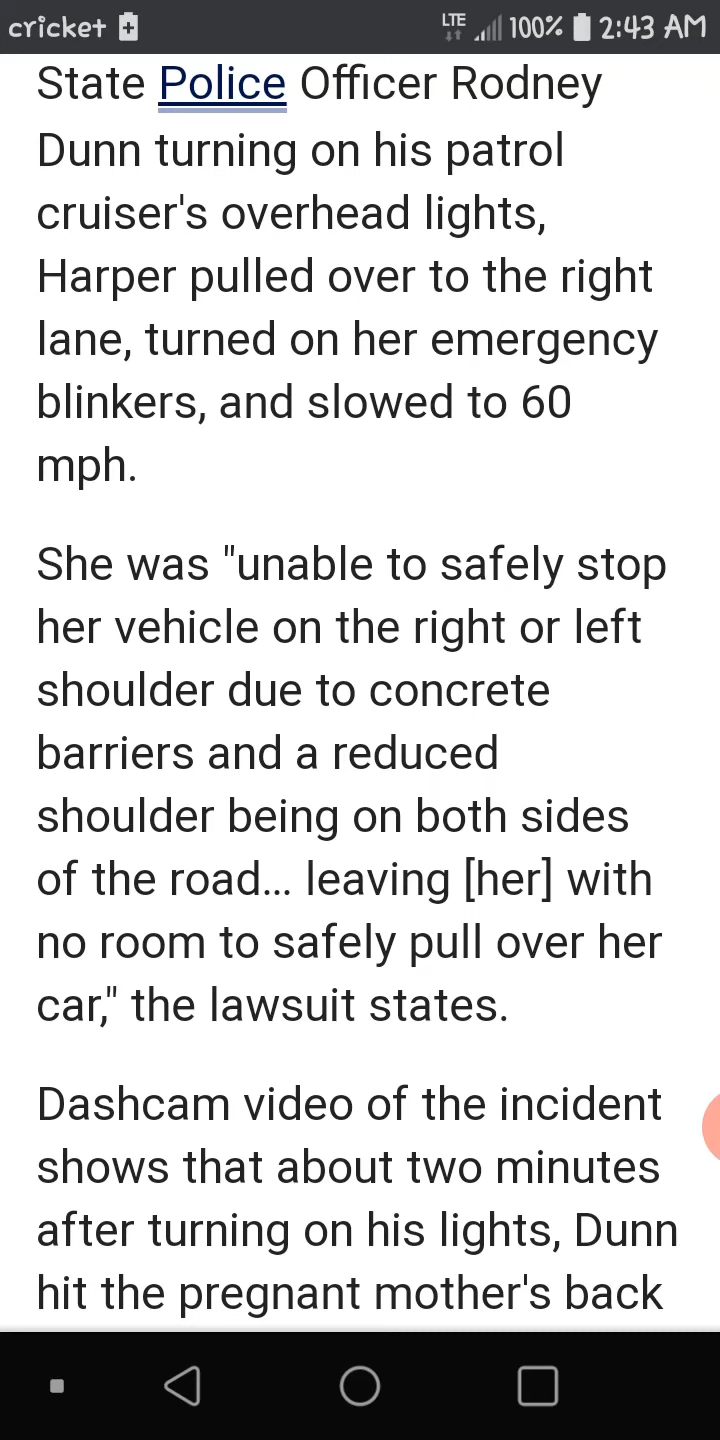 cricket LTE 100% 2:43 AM
State Police Officer Rodney
Dunn turning on his patrol
cruiser's overhead lights,
Harper pulled over to the right
lane, turned on her emergency
blinkers, and slowed to 60
mph.
She was "unable to safely stop
her vehicle on the right or left
shoulder due to concrete
barriers and a reduced
shoulder being on both sides
of the road... leaving [her] with
no room to safely pull over her
car," the lawsuit states.
Dashcam video of the incident
shows that about two minutes
after turning on his lights, Dunn
hit the pregnant mother's back